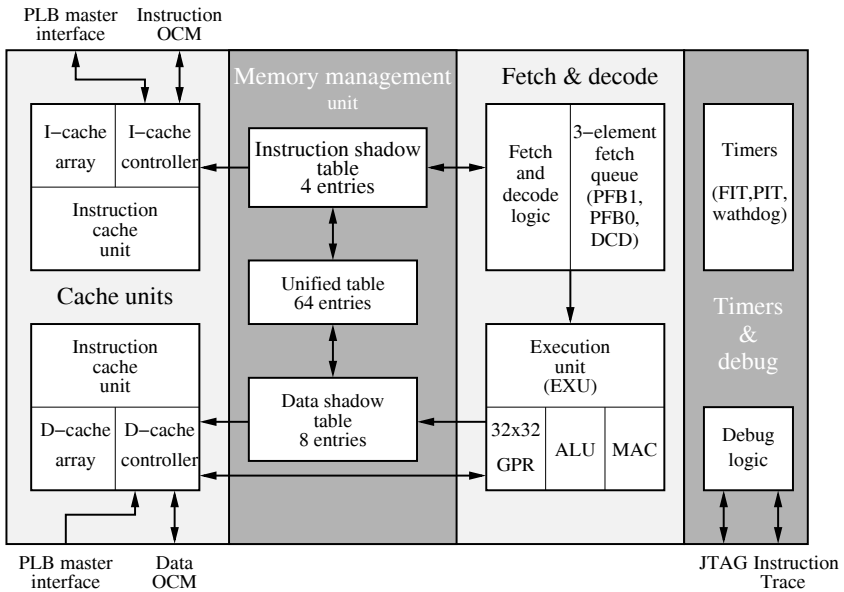 PLB master
interface
Instruction
OCM
Memory management
unit
Fetch & decode
I−cache
array
I−cache
controller
Instruction
cache
unit
Instruction shadow
table
4 entries
Fetch
and
decode
logic
3−element
fetch
queue
(PFB1,
PFB0,
DCD)
Timers
(FIT,PIT,
wathdog)
Cache units
Unified table
64 entries
Timers
&
debug
Instruction
cache
unit
D−cache
array
D−cache
controller
Data shadow
table
8 entries
Execution
unit
(EXU)
32x32
GPR
ALU
MAC
Debug
logic
PLB master
interface
Data
OCM
JTAG
Instruction
Trace